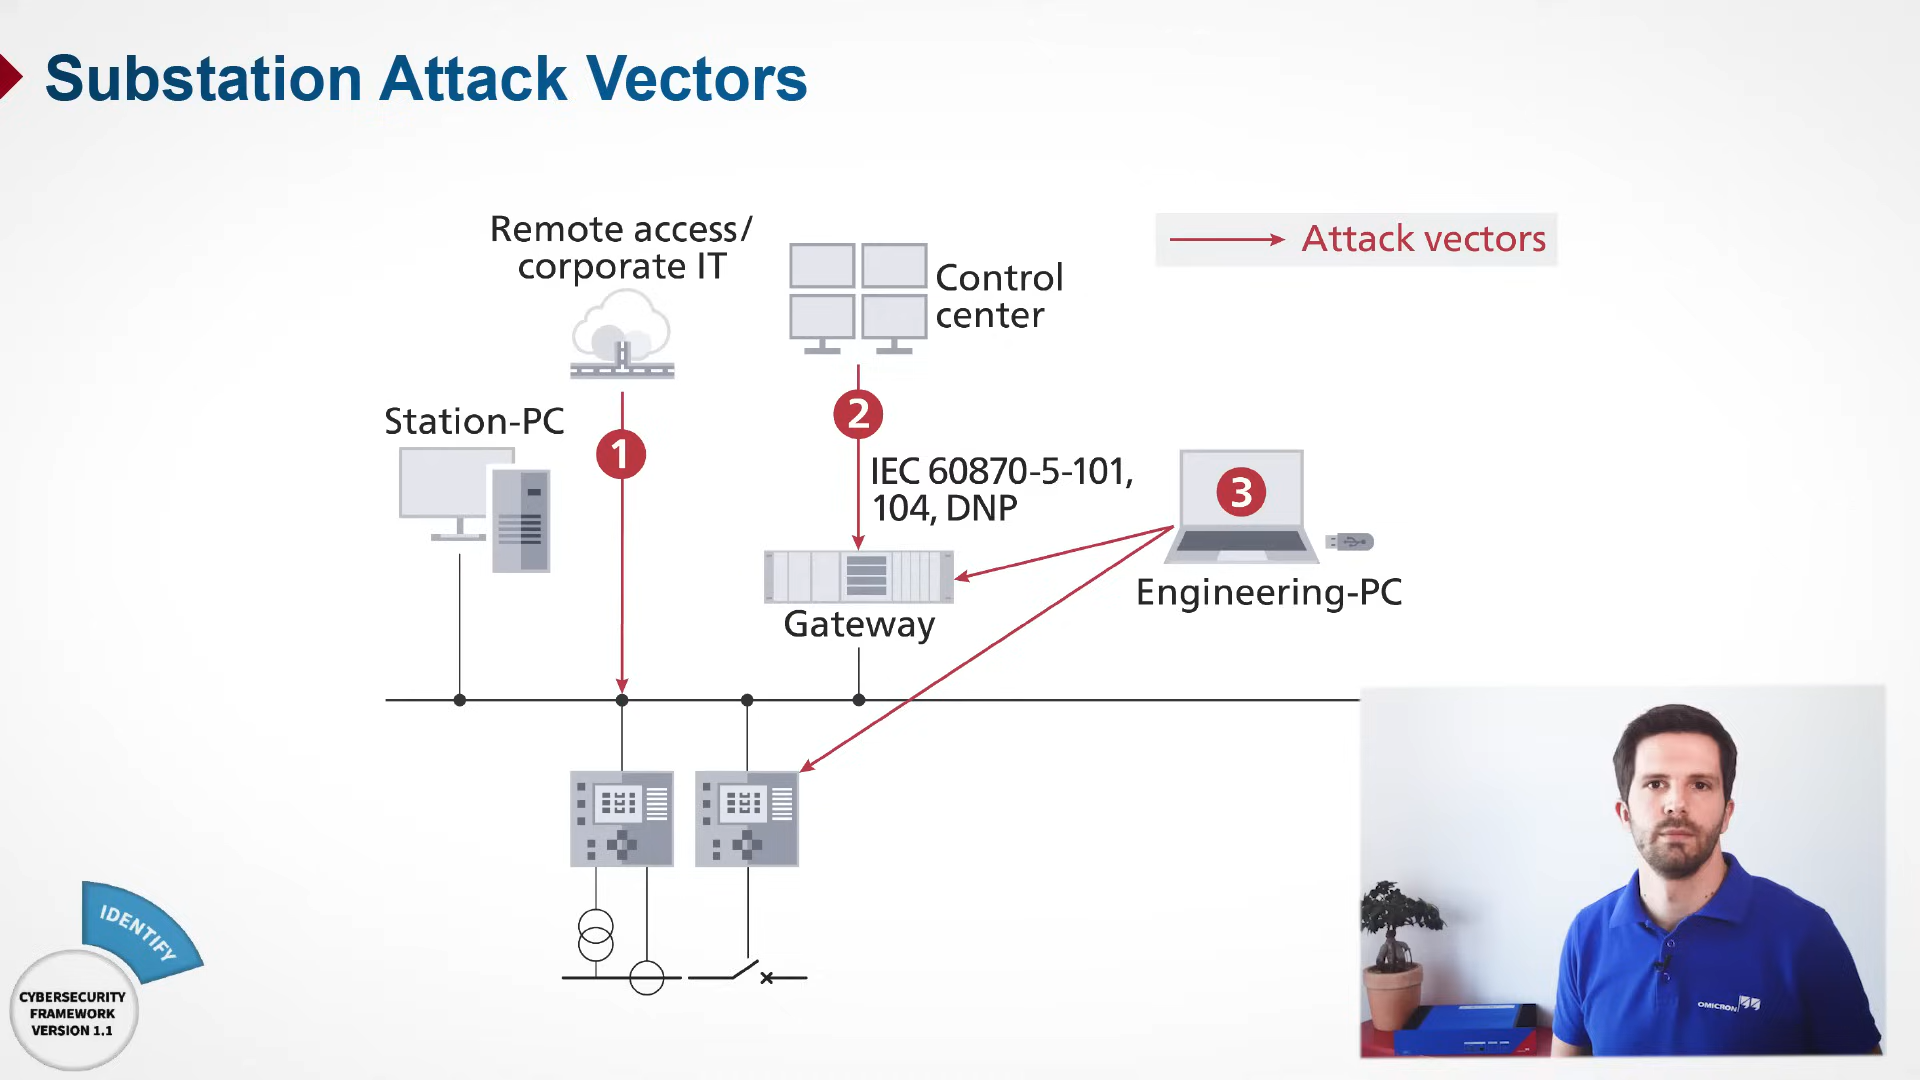 Substation Attack Vectors
Remote access/
corporate IT
Control
center
Attack vectors
Station-PC
1
2
IEC 60870-5-101,
104, DNP
3
Gateway
Engineering-PC
IDENTIFY
CYBERSECURITY
FRAMEWORK
VERSION 1.1
OMICRON